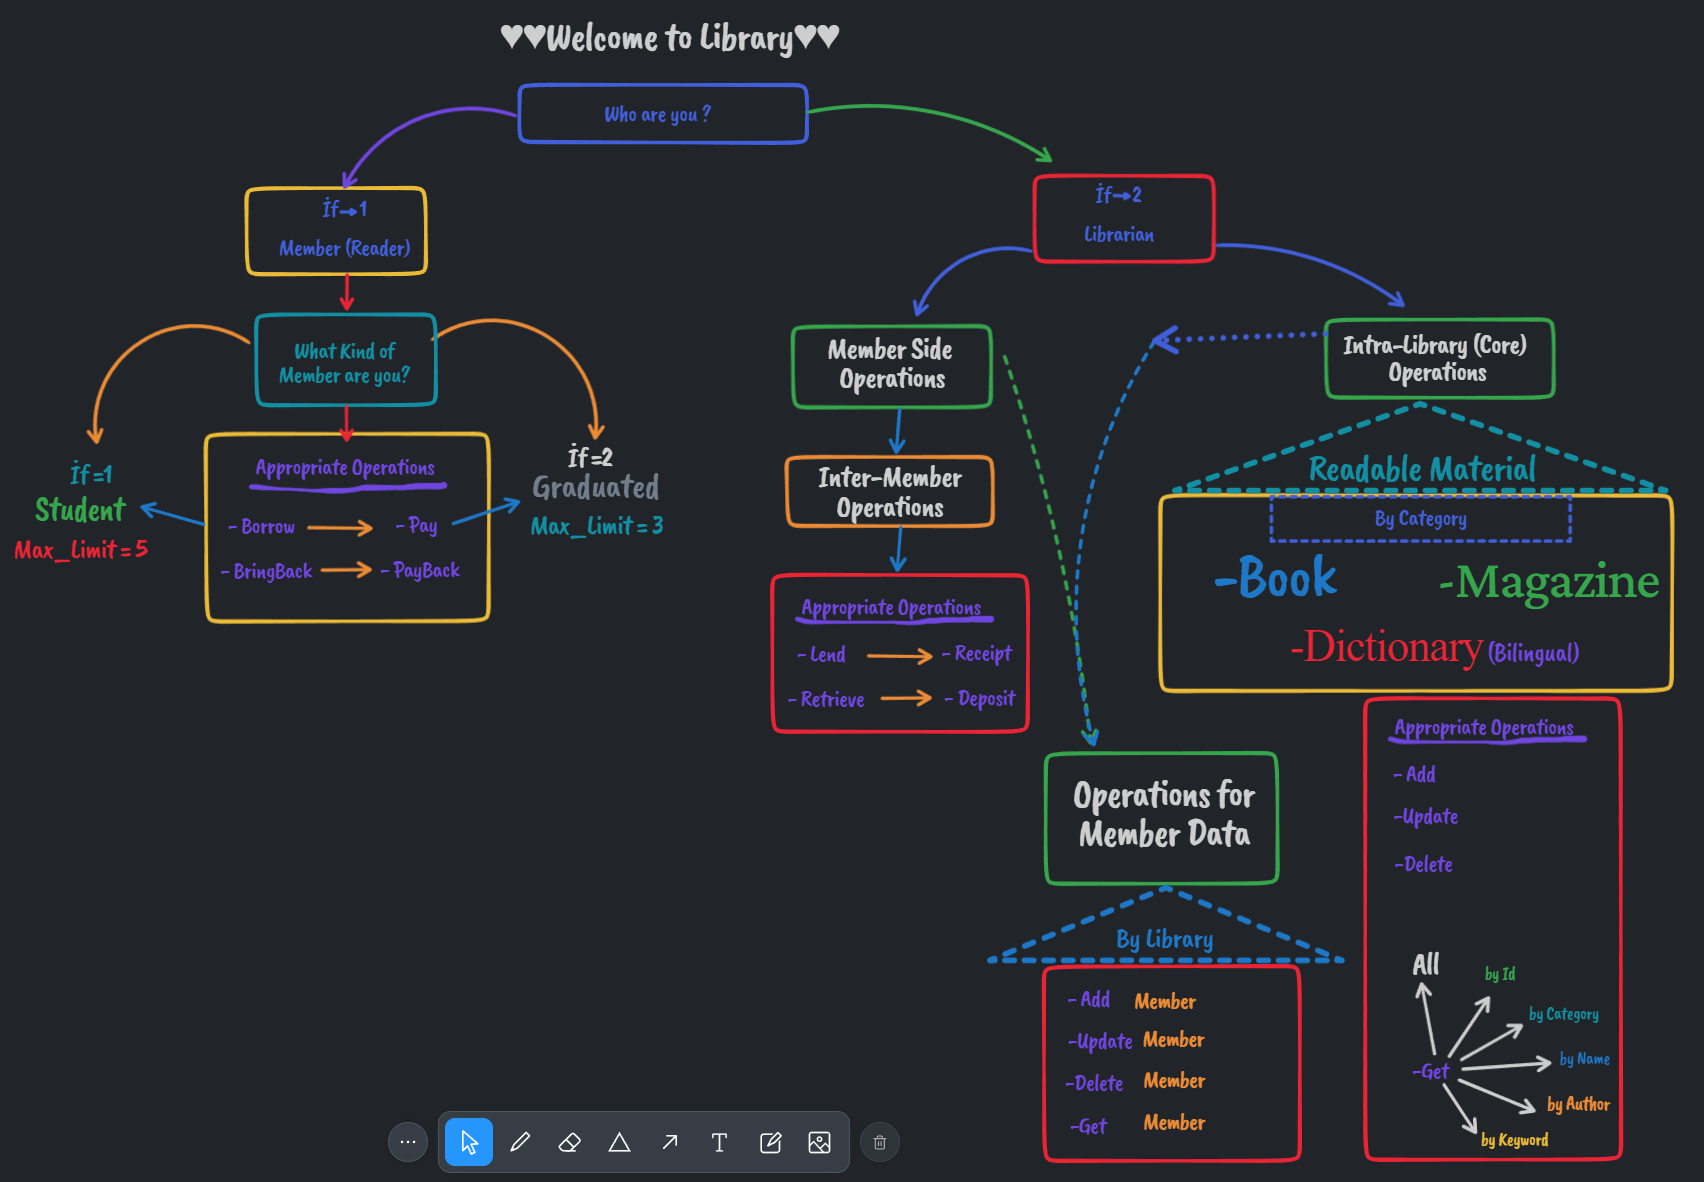 ♥♥Welcome to Library♥♥
Who are you ?
İf→1
Member (Reader)
What Kind of
Member are you?
İf =1
Student
Max_Limit = 5
Appropriate Operations
- Borrow
- Pay
- BringBack
- PayBack
İf =2
Graduated
Max_Limit = 3
İf→2
Librarian
Member Side
Operations
Inter-Member
Operations
Appropriate Operations
- Lend
- Receipt
- Retrieve
- Deposit
Intra-Library (Core)
Operations
Readable Material
By Category
-Book
-Magazine
-Dictionary (Bilingual)
Appropriate Operations
- Add
-Update
-Delete
-Get
All
by Id
by Category
by Name
by Author
by Keyword
Operations for
Member Data
By Library
- Add Member
-Update Member
-Delete Member
-Get Member
T